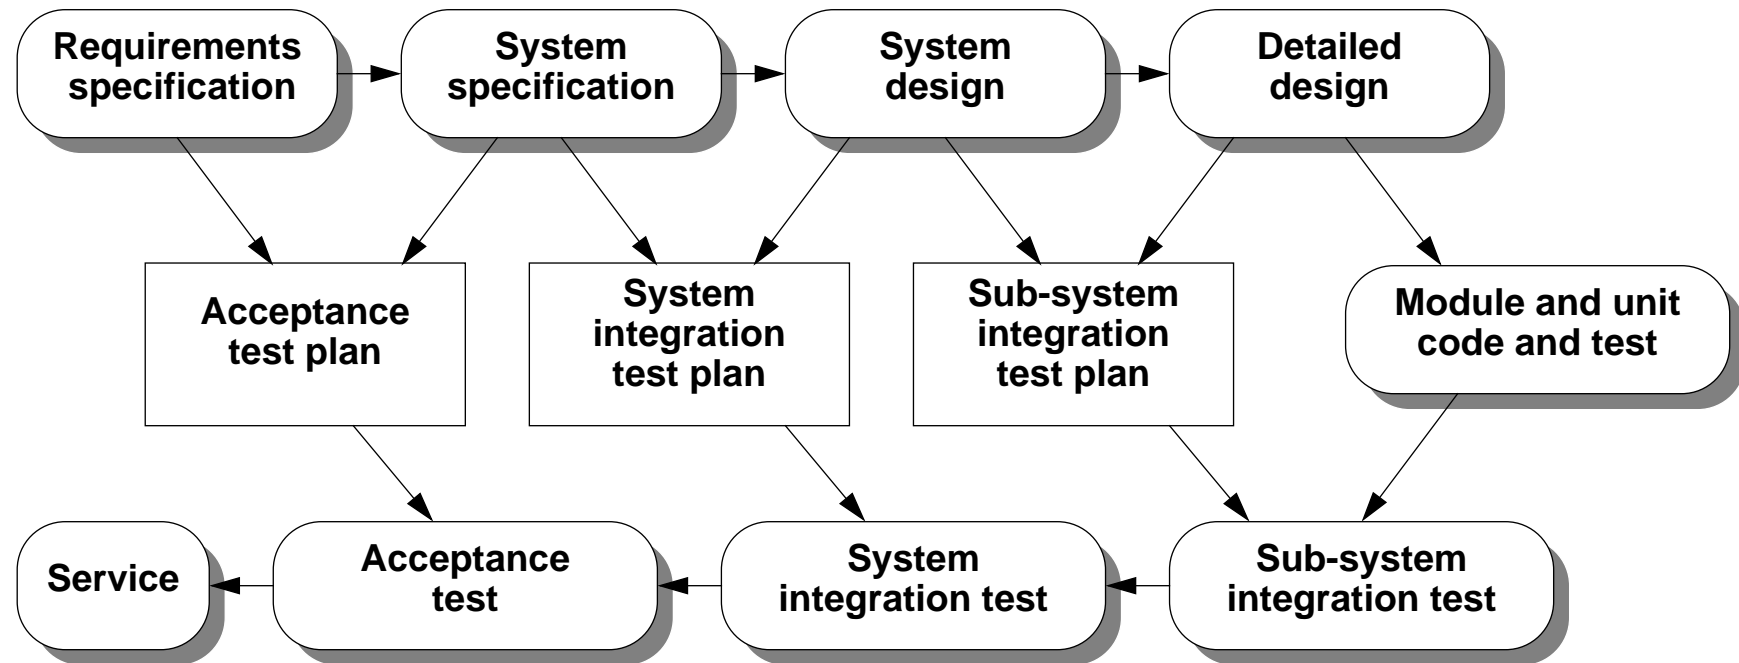 Requirements
specification
System
specification
System
design
Detailed
design
Acceptance
test plan
System
integration
test plan
Sub-system
integration
test plan
Module and unit
code and test
Service
Acceptance
test
System
integration test
Sub-system
integration test